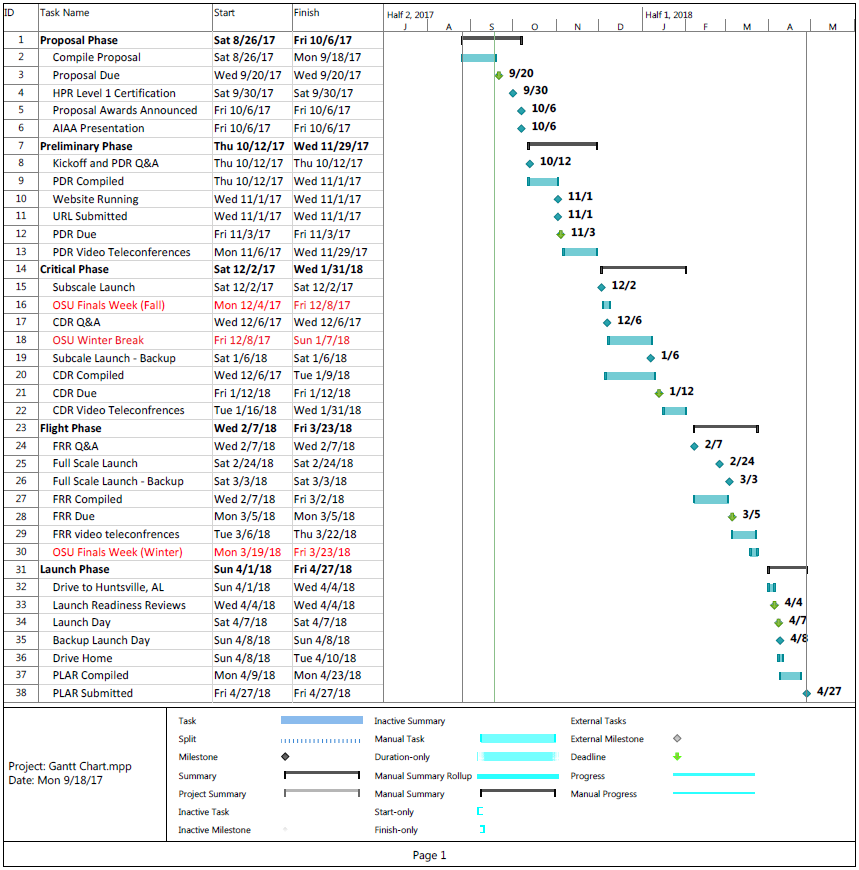 ID Task Name Start Finish Half 2, 2017 Half 1, 2018
J A S O N D J F M A M
1 Proposal Phase Sat 8/26/17 Fri 10/6/17
2 Compile Proposal Sat 8/26/17 Mon 9/18/17
3 Proposal Due Wed 9/20/17 Wed 9/20/17 9/20
4 HPR Level 1 Certification Sat 9/30/17 Sat 9/30/17 9/30
5 Proposal Awards Announced Fri 10/6/17 Fri 10/6/17 10/6
6 AIAA Presentation Fri 10/6/17 Fri 10/6/17 10/6
7 Preliminary Phase Thu 10/12/17 Wed 11/29/17
8 Kickoff and PDR Q&A Thu 10/12/17 Thu 10/12/17 10/12
9 PDR Compiled Thu 10/12/17 Wed 11/1/17
10 Website Running Wed 11/1/17 Wed 11/1/17 11/1
11 URL Submitted Wed 11/1/17 Wed 11/1/17 11/1
12 PDR Due Fri 11/3/17 Fri 11/3/17 11/3
13 PDR Video Teleconferences Mon 11/6/17 Wed 11/29/17
14 Critical Phase Sat 12/2/17 Wed 1/31/18
15 Subscale Launch Sat 12/2/17 Sat 12/2/17 12/2
16 OSU Finals Week (Fall) Mon 12/4/17 Fri 12/8/17
17 CDR Q&A Wed 12/6/17 Wed 12/6/17 12/6
18 OSU Winter Break Fri 12/8/17 Sun 1/7/18
19 Subcale Launch - Backup Sat 1/6/18 Sat 1/6/18 1/6
20 CDR Compiled Wed 12/6/17 Tue 1/9/18
21 CDR Due Fri 1/12/18 Fri 1/12/18 1/12
22 CDR Video Teleconfrences Tue 1/16/18 Wed 1/31/18
23 Flight Phase Wed 2/7/18 Fri 3/23/18
24 FRR Q&A Wed 2/7/18 Wed 2/7/18 2/7
25 Full Scale Launch Sat 2/24/18 Sat 2/24/18 2/24
26 Full Scale Launch - Backup Sat 3/3/18 Sat 3/3/18 3/3
27 FRR Compiled Wed 2/7/18 Fri 3/2/18
28 FRR Due Mon 3/5/18 Mon 3/5/18 3/5
29 FRR video teleconfrences Tue 3/6/18 Thu 3/22/18
30 OSU Finals Week (Winter) Mon 3/19/18 Fri 3/23/18
31 Launch Phase Sun 4/1/18 Fri 4/27/18
32 Drive to Huntsville, AL Sun 4/1/18 Wed 4/4/18
33 Launch Readiness Reviews Wed 4/4/18 Wed 4/4/18 4/4
34 Launch Day Sat 4/7/18 Sat 4/7/18 4/7
35 Backup Launch Day Sun 4/8/18 Sun 4/8/18 4/8
36 Drive Home Sun 4/8/18 Tue 4/10/18
37 PLAR Compiled Mon 4/9/18 Mon 4/23/18
38 PLAR Submitted Fri 4/27/18 Fri 4/27/18 4/27
Project: Gantt Chart.mpp
Date: Mon 9/18/17
Task Inactive Summary External Tasks
Split Manual Task External Milestone
Milestone Duration-only Deadline
Summary Manual Summary Rollup Progress
Project Summary Manual Summary Manual Progress
Inactive Task Start-only
Inactive Milestone Finish-only
Page 1